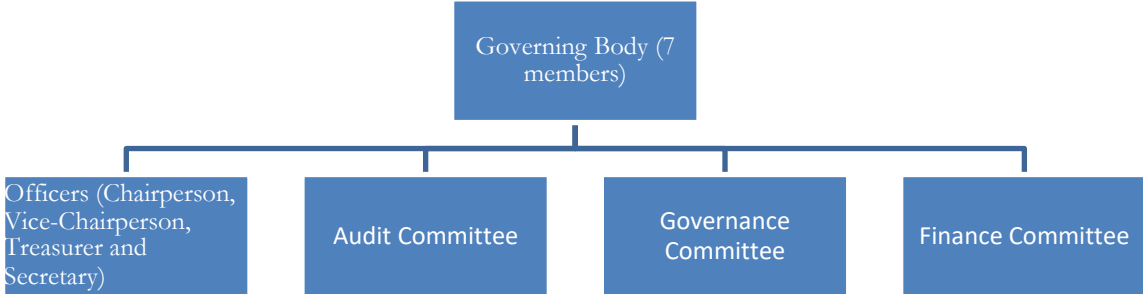 Governing Body (7
members)
Officers (Chairperson,
Vice-Chairperson,
Treasurer and
Secretary)
Audit Committee
Governance
Committee
Finance Committee